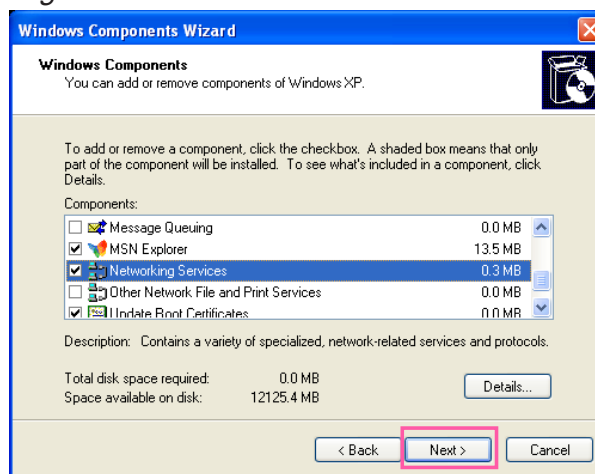 Windows Components Wizard
Windows Components
You can add or remove components of Windows XP.
To add or remove a component, click the checkbox. A shaded box means that only
part of the component will be installed. To see what's included in a component, click
Details.
Components:
Message Queuing 0.0 MB
MSN Explorer 13.5 MB
Networking Services 0.3 MB
Other Network File and Print Services 0.0 MB
Update Root Certificates 0.0 MB
Description: Contains a variety of specialized, network-related services and protocols.
Total disk space required: 0.0 MB
Space available on disk: 12125.4 MB
Details...
< Back Next > Cancel